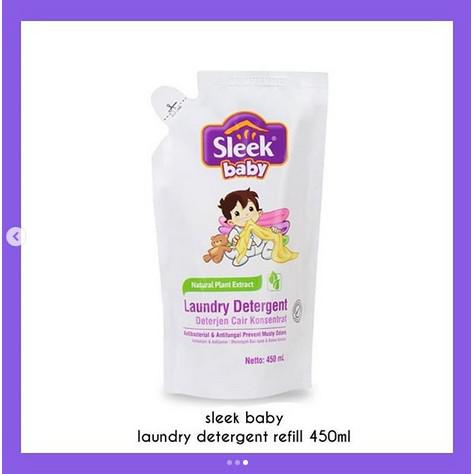 Sleek
baby
Natural Plant Extract
Laundry Detergent
Deterjen Cair Konsentrat
Antibacterial & Antifungal Prevent Musty Odors
Netto: 450 mL
sleek baby
laundry detergent refill 450ml